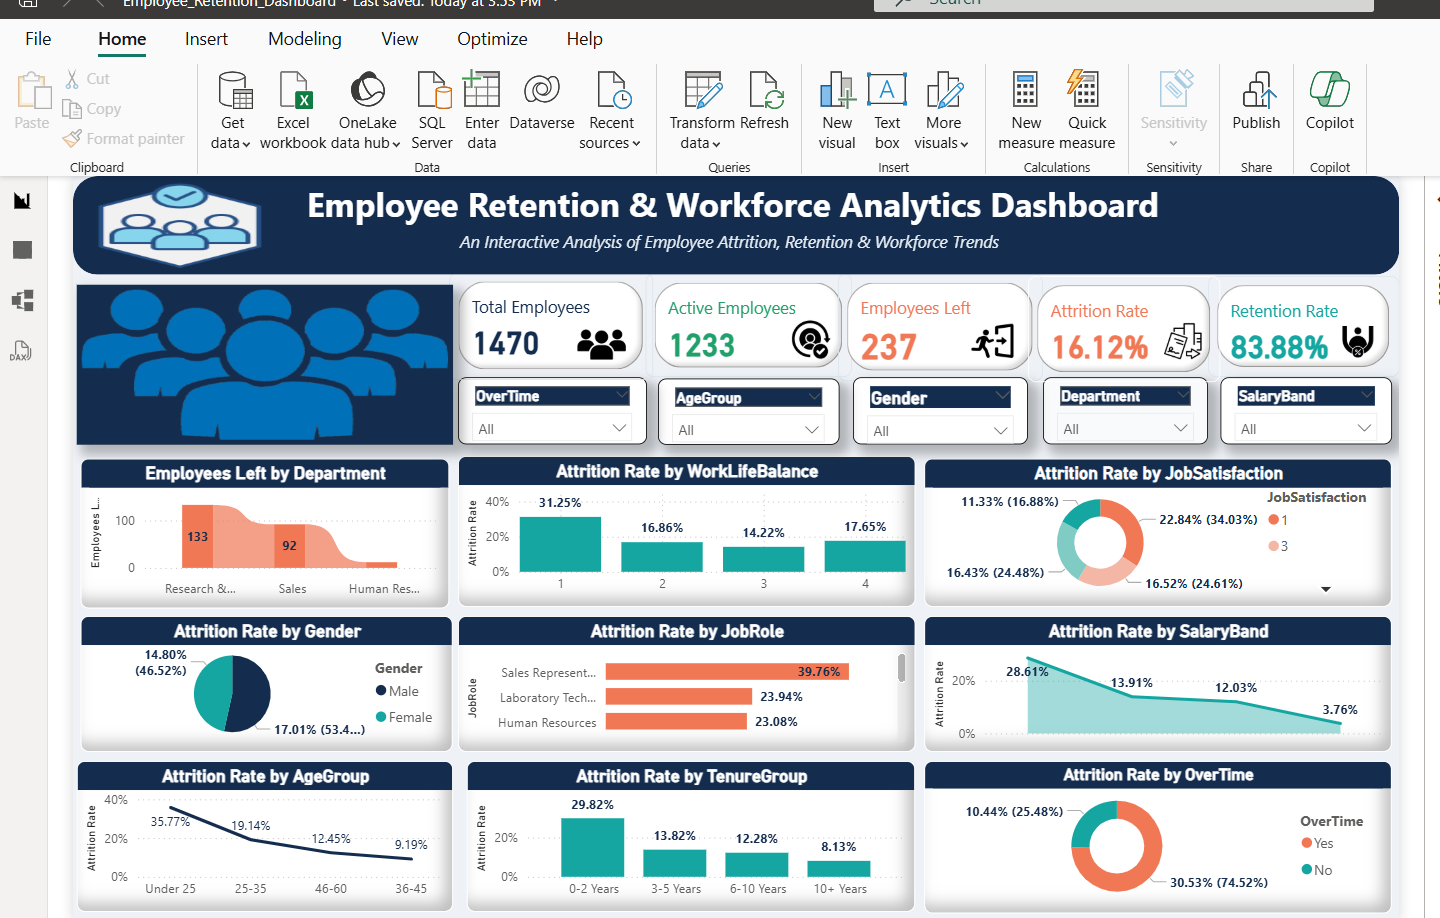 Employee_Retention_Dashboard • Last saved: Today at 3:53 PM
Search
File Home Insert Modeling View Optimize Help
Paste
Cut
Copy
Format painter
Clipboard
Get data
Excel workbook
OneLake data hub
SQL Server
Enter data
Dataverse
Recent sources
Data
Transform data
Refresh
Queries
New visual
Text box
More visuals
Insert
New measure
Quick measure
Calculations
Sensitivity
Sensitivity
Publish
Share
Copilot
Copilot
DAX
Employee Retention & Workforce Analytics Dashboard
An Interactive Analysis of Employee Attrition, Retention & Workforce Trends
Total Employees
1470
Active Employees
1233
Employees Left
237
Attrition Rate
16.12%
Retention Rate
83.88%
OverTime
All
AgeGroup
All
Gender
All
Department
All
SalaryBand
All
Employees Left by Department
Employees L...
100
0
133
92
Research &...
Sales
Human Res...
Attrition Rate by WorkLifeBalance
Attrition Rate
40%
20%
0%
31.25%
16.86%
14.22%
17.65%
1 2 3 4
Attrition Rate by JobSatisfaction
11.33% (16.88%)
22.84% (34.03%)
16.43% (24.48%)
16.52% (24.61%)
JobSatisfaction
1
3
Attrition Rate by Gender
14.80%
(46.52%)
17.01% (53.4...)
Gender
Male
Female
Attrition Rate by JobRole
JobRole
Sales Represent...
39.76%
Laboratory Tech...
23.94%
Human Resources
23.08%
Attrition Rate by SalaryBand
Attrition Rate
20%
0%
28.61%
13.91%
12.03%
3.76%
Attrition Rate by AgeGroup
Attrition Rate
40%
20%
0%
35.77%
19.14%
12.45%
9.19%
Under 25
25-35
46-60
36-45
Attrition Rate by TenureGroup
Attrition Rate
20%
0%
29.82%
13.82%
12.28%
8.13%
0-2 Years
3-5 Years
6-10 Years
10+ Years
Attrition Rate by OverTime
10.44% (25.48%)
30.53% (74.52%)
OverTime
Yes
No